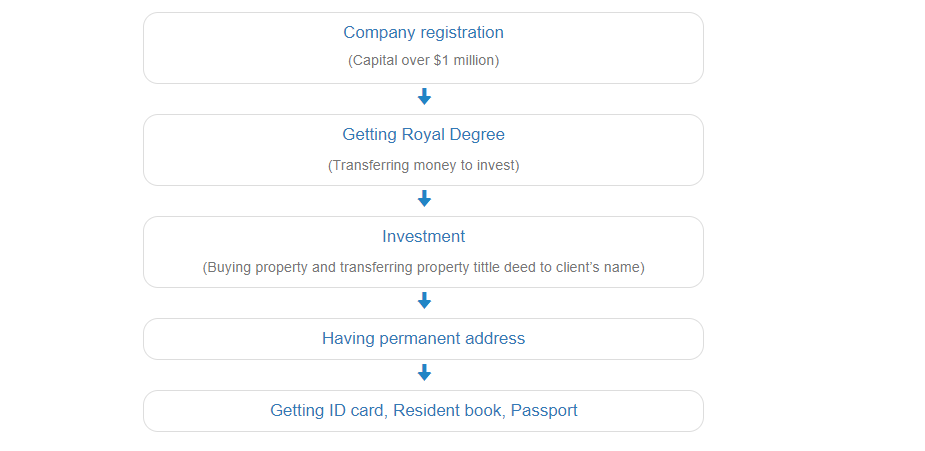 Company registration
(Capital over $1 million)
Getting Royal Degree
(Transferring money to invest)
Investment
(Buying property and transferring property tittle deed to client’s name)
Having permanent address
Getting ID card, Resident book, Passport